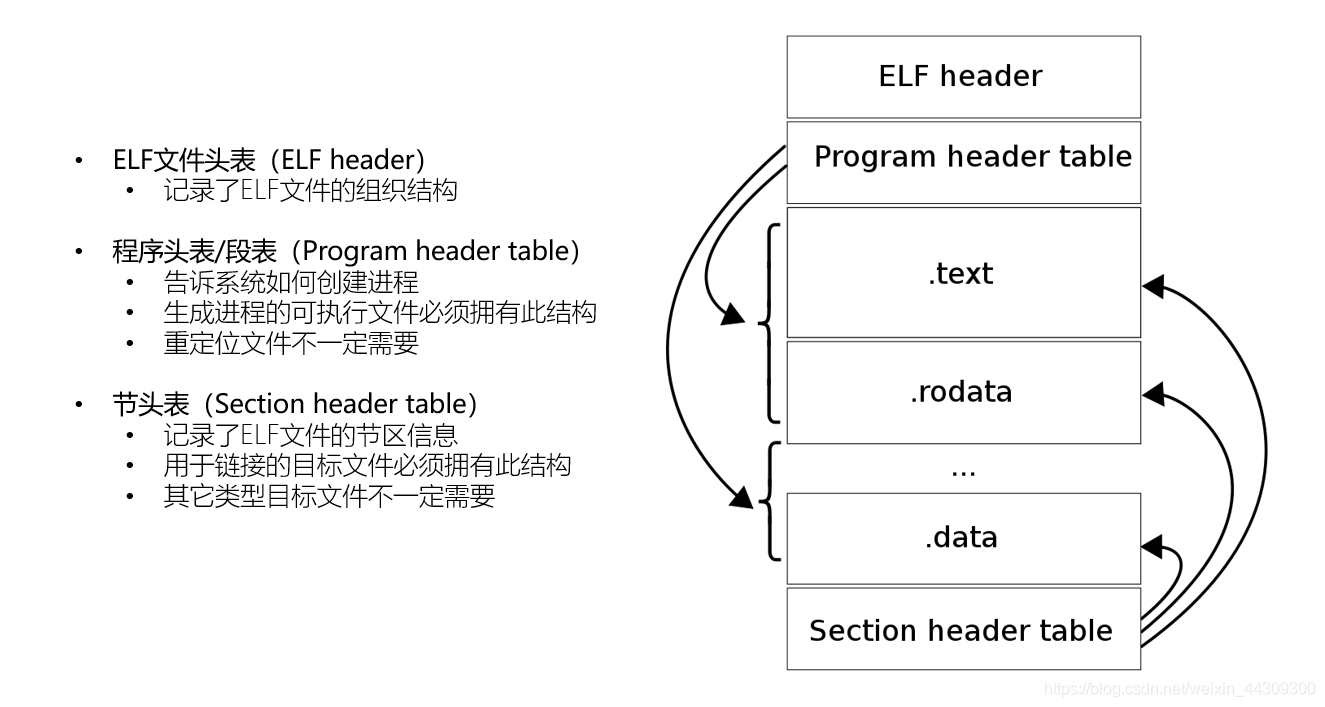 ELF文件头表（ELF header）
记录了ELF文件的组织结构
程序头表/段表（Program header table）
告诉系统如何创建进程
生成进程的可执行文件必须拥有此结构
重定位文件不一定需要
节头表（Section header table）
记录了ELF文件的节区信息
用于链接的目标文件必须拥有此结构
其它类型目标文件不一定需要
ELF header
Program header table
.text
.rodata
...
.data
Section header table
https://blog.csdn.net/weixin_44309300